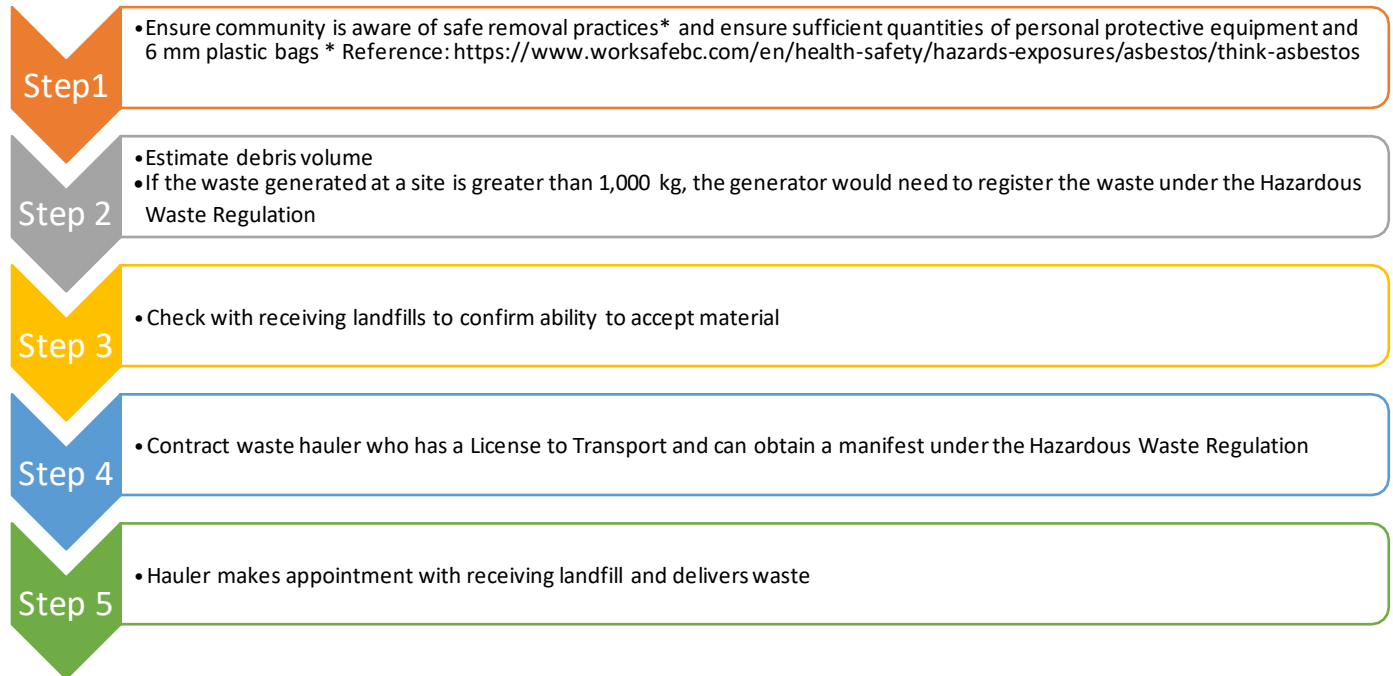 Step1
•Ensure community is aware of safe removal practices* and ensure sufficient quantities of personal protective equipment and
6 mm plastic bags * Reference: https://www.worksafebc.com/en/health-safety/hazards-exposures/asbestos/think-asbestos
Step 2
•Estimate debris volume
•If the waste generated at a site is greater than 1,000 kg, the generator would need to register the waste under the Hazardous
Waste Regulation
Step 3
•Check with receiving landfills to confirm ability to accept material
Step 4
•Contract waste hauler who has a License to Transport and can obtain a manifest under the Hazardous Waste Regulation
Step 5
•Hauler makes appointment with receiving landfill and delivers waste